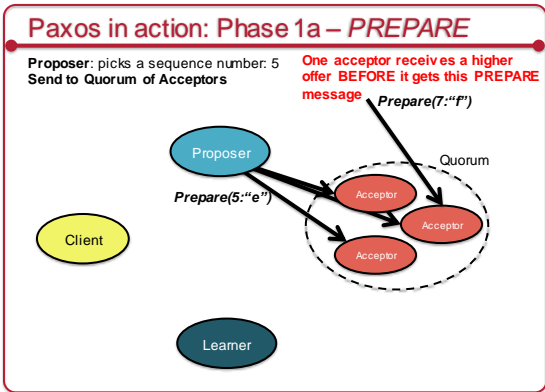 Paxos in action: Phase 1a – PREPARE
Proposer: picks a sequence number: 5
Send to Quorum of Acceptors
One acceptor receives a higher
offer BEFORE it gets this PREPARE
message
Prepare(7:“f”)
Proposer
Quorum
Prepare(5:“e”)
Acceptor
Acceptor
Acceptor
Client
Learner